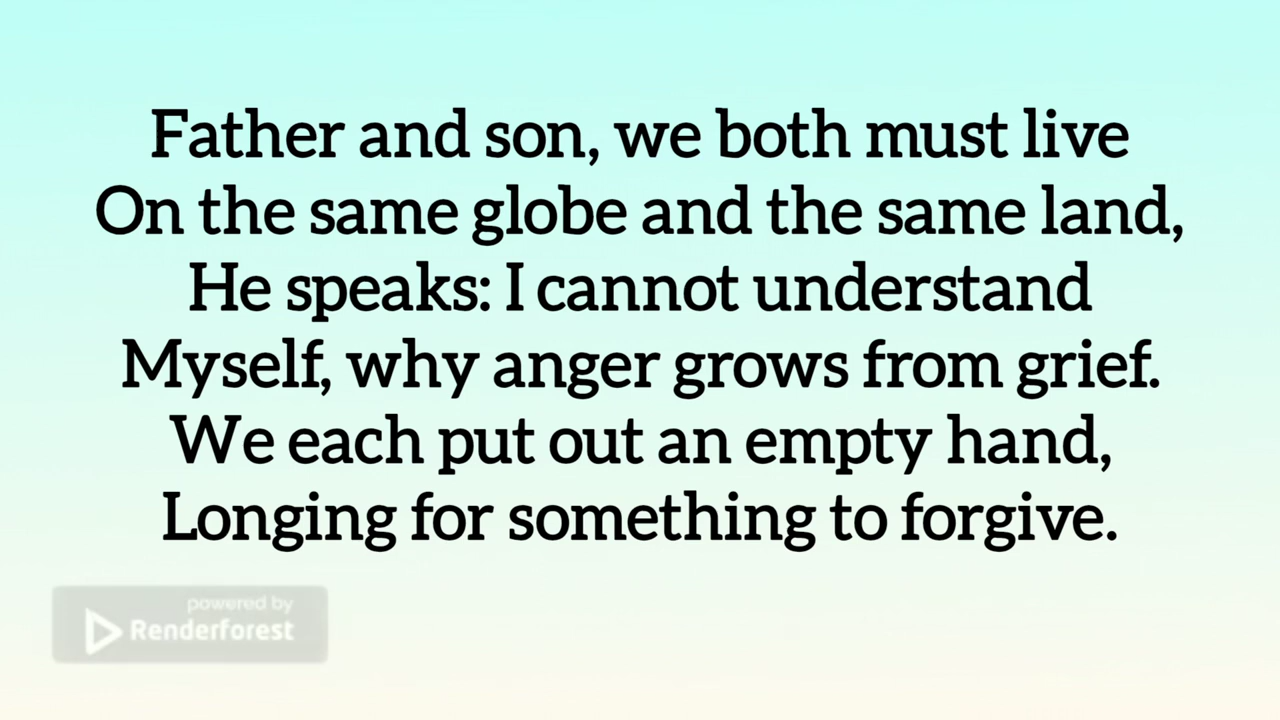 Father and son, we both must live
On the same globe and the same land,
He speaks: I cannot understand
Myself, why anger grows from grief.
We each put out an empty hand,
Longing for something to forgive.
powered by
Renderforest